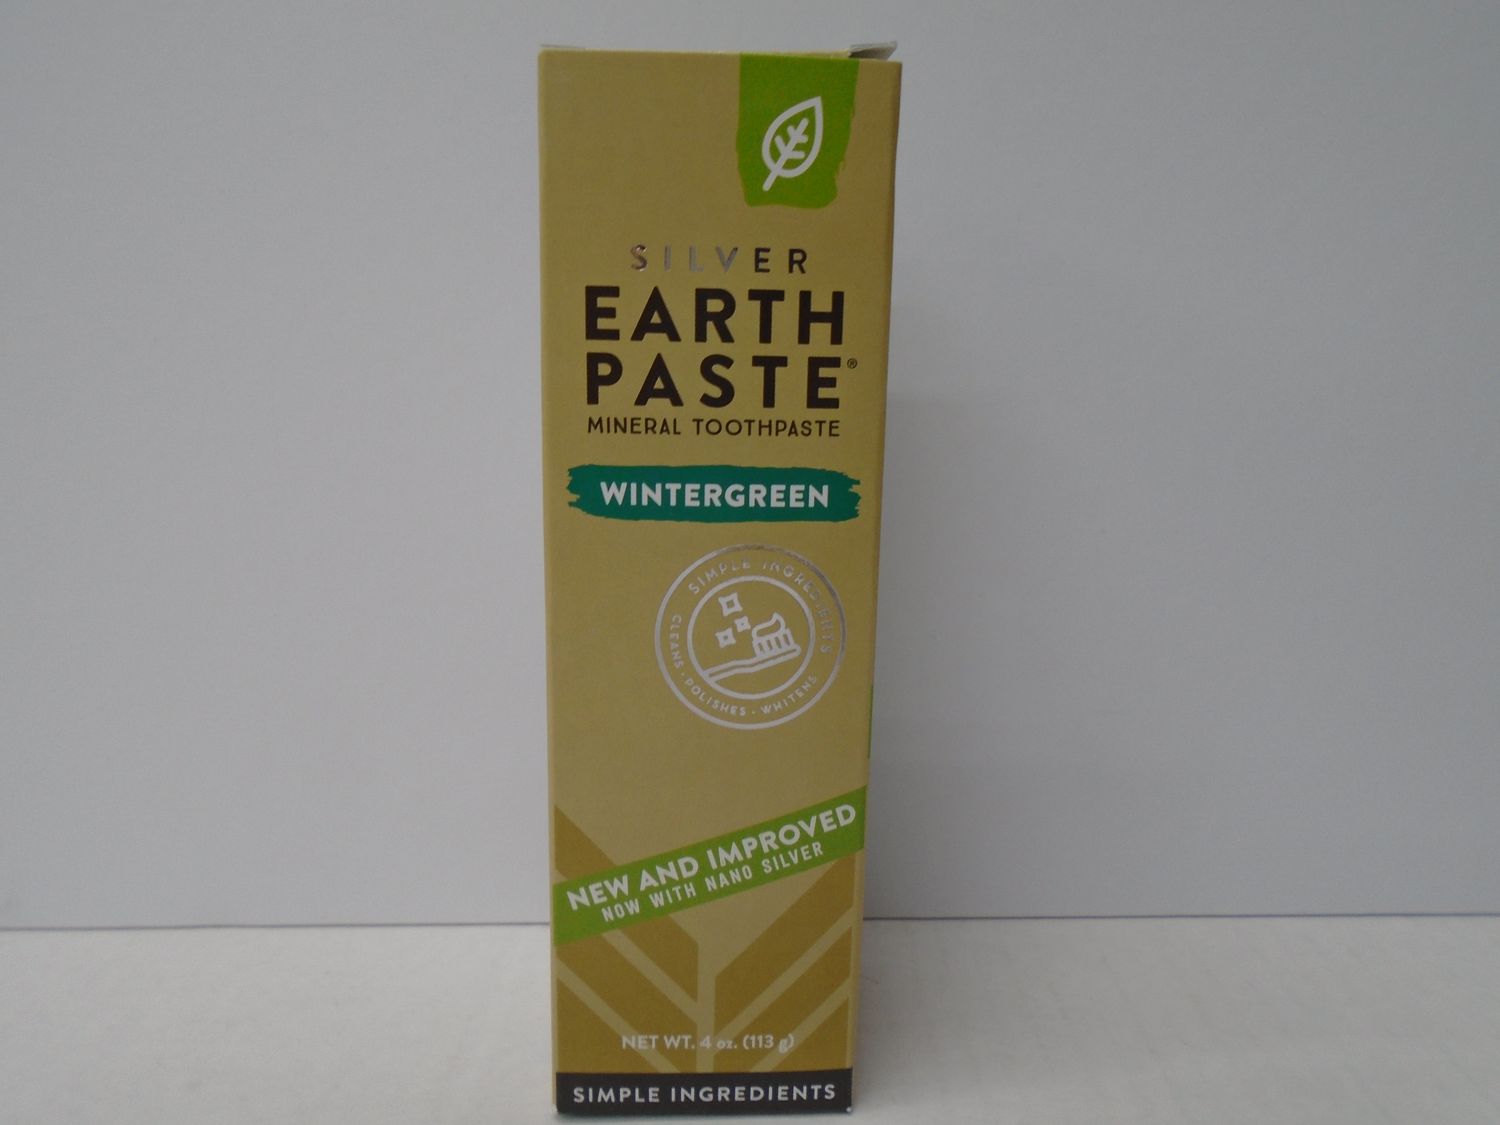 SILVER
EARTH
PASTE®
MINERAL TOOTHPASTE
WINTERGREEN
SIMPLE INGREDIENTS
CLEANS · POLISHES · WHITENS
NEW AND IMPROVED
NOW WITH NANO SILVER
NET WT. 4 oz. (113 g)
SIMPLE INGREDIENTS